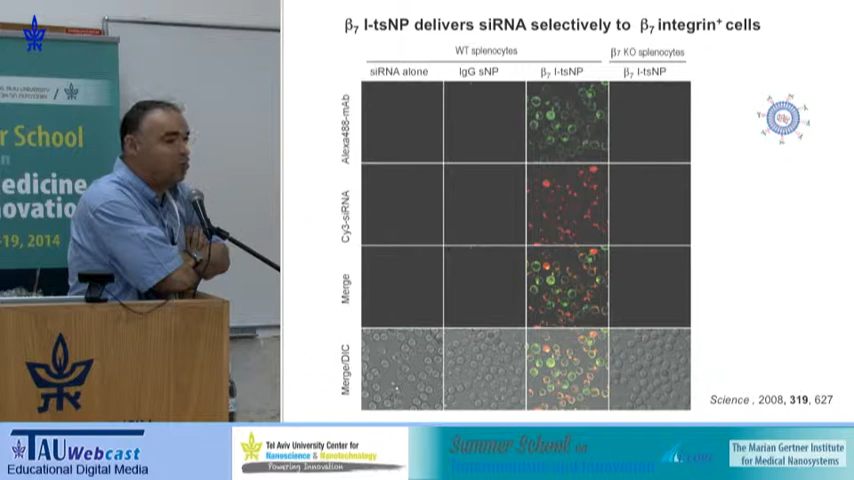 r School
edicine
ovatio
-19, 2014
β₇ I-tsNP delivers siRNA selectively to β₇ integrin⁺ cells
WT splenocytes
β7 KO splenocytes
siRNA alone
IgG sNP
β₇ I-tsNP
β₇ I-tsNP
Alexa488-mAb
Cy3-siRNA
Merge
Merge/DIC
Science . 2008, 319, 627
TAU Webcast
Educational Digital Media
Tel Aviv University Center for
Nanoscience & Nanotechnology
Powering Innovation
Summer School on
The Marian Gertner Institute
for Medical Nanosystems